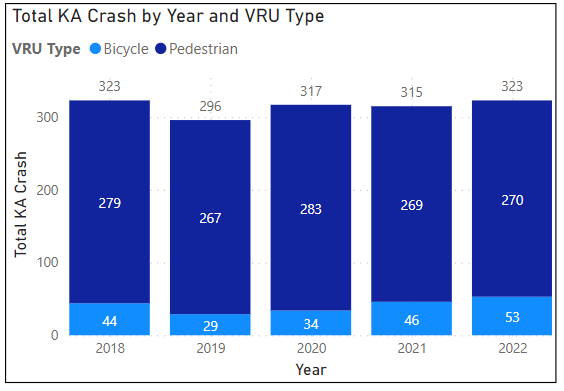 Total KA Crash by Year and VRU Type
VRU Type Bicycle Pedestrian
323 296 317 315 323
300
200
100
0
Total KA Crash
279 267 283 269 270
44 29 34 46 53
2018 2019 2020 2021 2022
Year